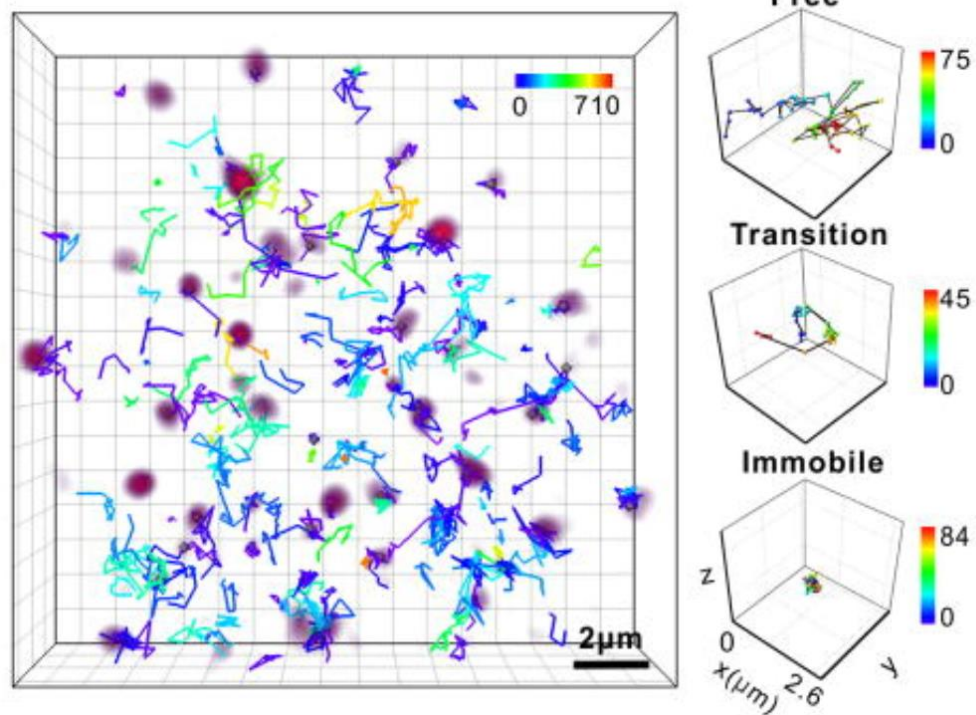 Free
75
0
0 710
Transition
45
0
Immobile
84
0
z
0
x(μm)
2.6
y
2μm